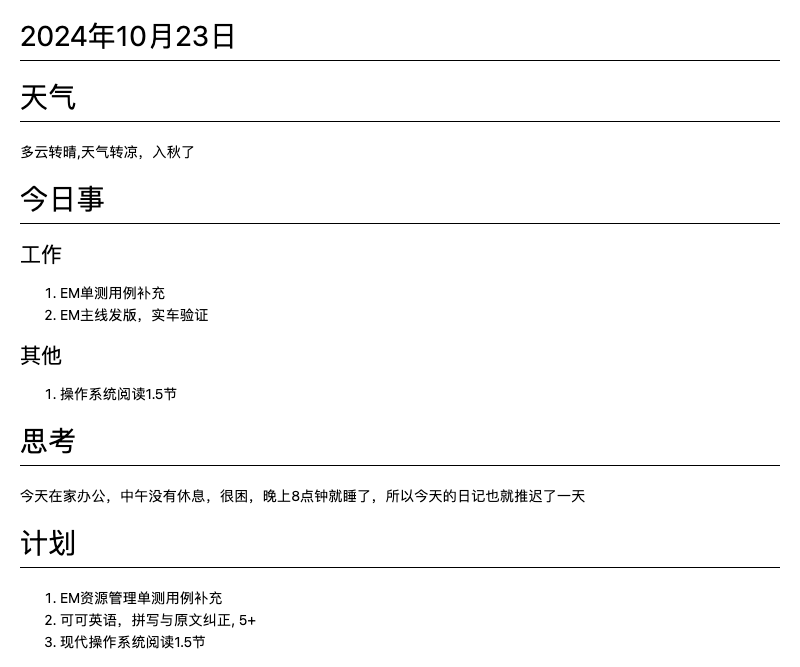 2024年10月23日
天气
多云转晴,天气转凉，入秋了
今日事
工作
1. EM单测用例补充
2. EM主线发版，实车验证
其他
1. 操作系统阅读1.5节
思考
今天在家办公，中午没有休息，很困，晚上8点钟就睡了，所以今天的日记也就推迟了一天
计划
1. EM资源管理单测用例补充
2. 可可英语，拼写与原文纠正, 5+
3. 现代操作系统阅读1.5节